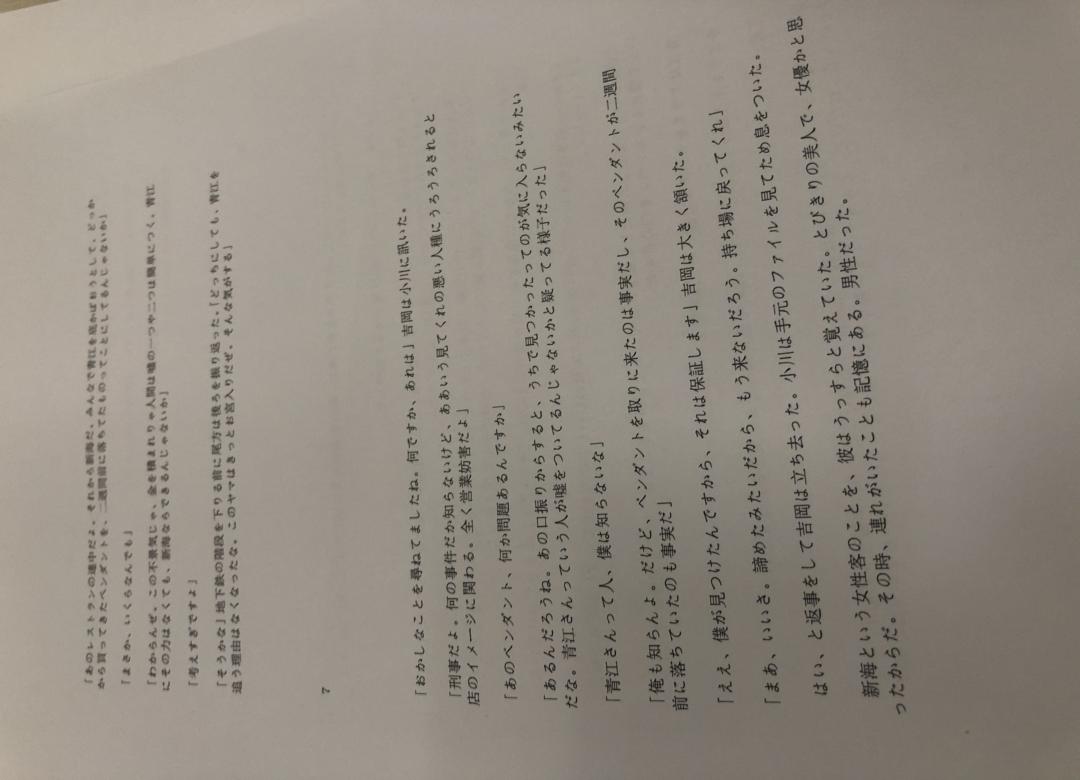 「あのレストランの連中だよ。それから新海だ。みんなで青江を庇かばおうとして、どっか
から買ってきたペンダントを、二週間前に落ちてたものってことにしてるんじゃないか」
「まさか、いくらなんでも」
「わからんぜ。この不景気じゃ、金を積まれりゃ人間は嘘の一つや二つは簡単につく。青江
にその力はなくても、新海ならできるんじゃないか」
「考えすぎですよ」
「そうかな」地下鉄の階段を下りる前に尾方は後ろを振り返った。「どっちにしても、青江を
追う理由はなくなったな。このヤマはきっとお宮入りだぜ。そんな気がする」
7
「おかしなことを尋ねてましたね。何ですか、あれは」吉岡は小川に訊いた。
「刑事だよ。何の事件だか知らないけど、ああいう見てくれの悪い人種にうろうろされると
店のイメージに関わる。全く営業妨害だよ」
「あのペンダント、何か問題あるんですか」
「あるんだろうね。あの口振りからすると、うちで見つかったってのが気に入らないみたい
だな。青江さんっていう人が嘘をついてるんじゃないかと疑ってる様子だった」
「青江さんって人、僕は知らないな」
「俺も知らんよ。だけど、ペンダントを取りに来たのは事実だし、そのペンダントが二週間
前に落ちていたのも事実だ」
「ええ、僕が見つけたんですから、それは保証します」吉岡は大きく頷いた。
「まあ、いいさ。諦めたみたいだから、もう来ないだろう。持ち場に戻ってくれ」
はい、と返事をして吉岡は立ち去った。小川は手元のファイルを見てため息をついた。
新海という女性客のことを、彼はうっすらと覚えていた。とびきりの美人で、女優かと思
ったからだ。その時、連れがいたことも記憶にある。男性だった。